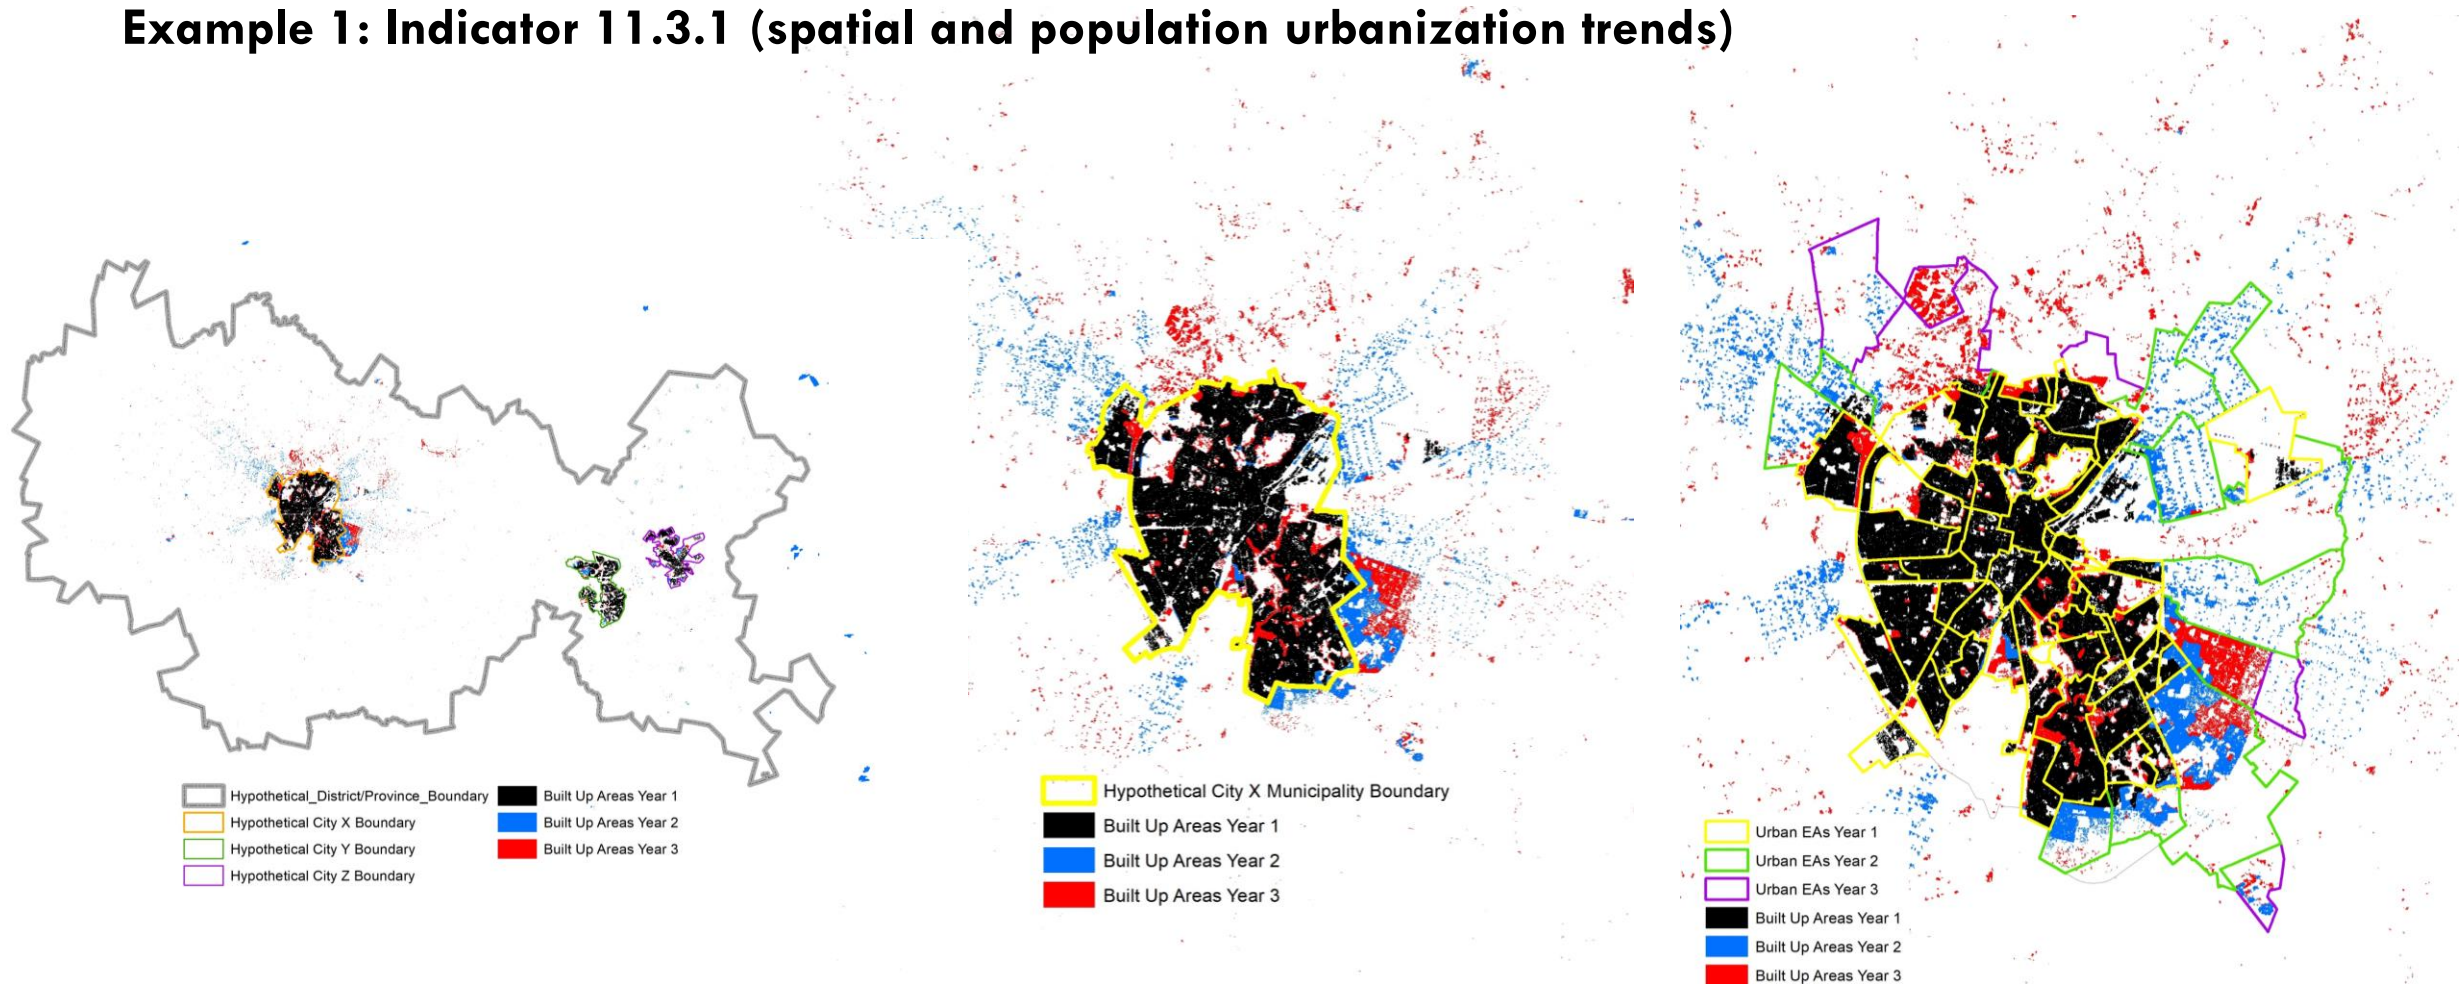 Example 1: Indicator 11.3.1 (spatial and population urbanization trends)
Hypothetical_District/Province_Boundary
Hypothetical City X Boundary
Hypothetical City Y Boundary
Hypothetical City Z Boundary
Built Up Areas Year 1
Built Up Areas Year 2
Built Up Areas Year 3
Hypothetical City X Municipality Boundary
Built Up Areas Year 1
Built Up Areas Year 2
Built Up Areas Year 3
Urban EAs Year 1
Urban EAs Year 2
Urban EAs Year 3
Built Up Areas Year 1
Built Up Areas Year 2
Built Up Areas Year 3